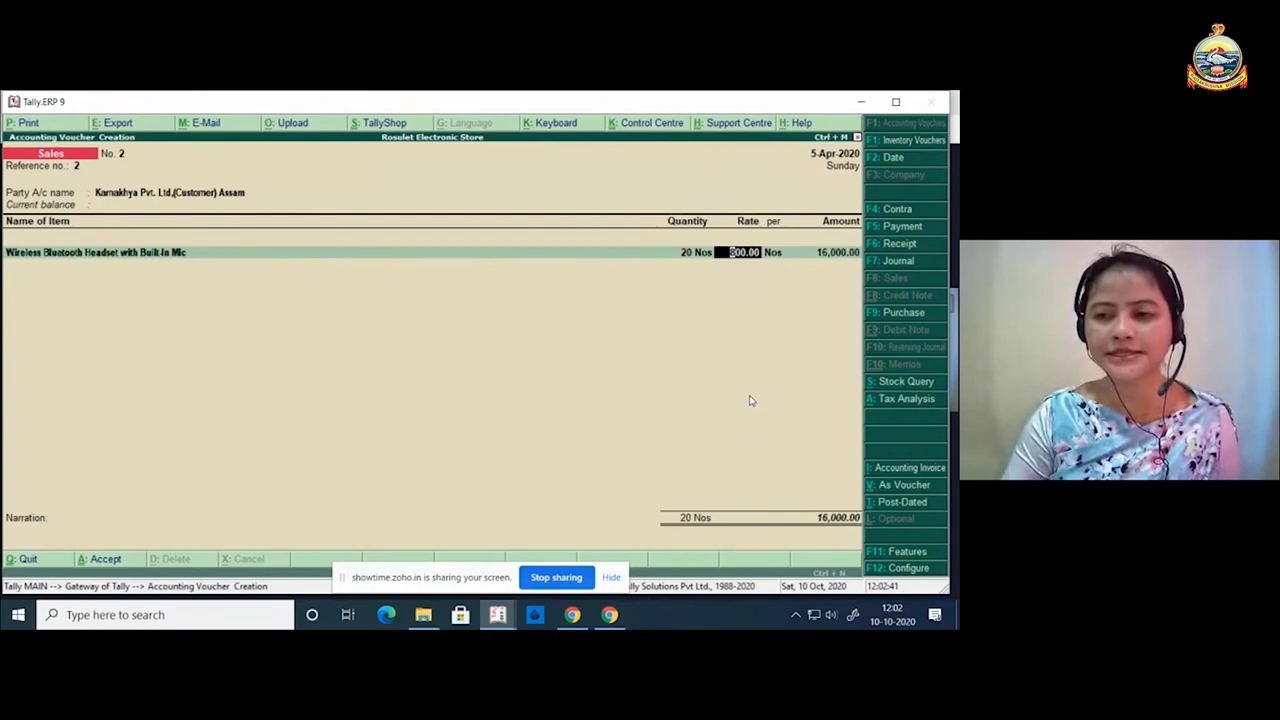 Tally.ERP 9
P: Print E: Export M: E-Mail O: Upload S: TallyShop G: Language K: Keyboard K: Control Centre H: Support Centre H: Help
Accounting Voucher Creation Rosulet Electronic Store Ctrl + M
Sales No. 2 5-Apr-2020
Reference no.: 2 Sunday
Party A/c name : Kamakhya Pvt. Ltd,(Customer) Assam
Current balance :
Name of Item Quantity Rate per Amount
Wireless Bluetooth Headset with Built-In Mic 20 Nos 800.00 Nos 16,000.00
Narration: 20 Nos 16,000.00
F1: Accounting Vouchers
F1: Inventory Vouchers
F2: Date
F3: Company
F4: Contra
F5: Payment
F6: Receipt
F7: Journal
F8: Sales
F8: Credit Note
F9: Purchase
F9: Debit Note
F10: Reversing Journal
F10: Memos
S: Stock Query
A: Tax Analysis
I: Accounting Invoice
V: As Voucher
T: Post-Dated
L: Optional
F11: Features
F12: Configure
Q: Quit A: Accept D: Delete X: Cancel
Ctrl + N
showtime.zoho.in is sharing your screen. Stop sharing Hide
Tally MAIN --> Gateway of Tally --> Accounting Voucher Creation Solutions Pvt Ltd., 1988-2020 Sat, 10 Oct, 2020 12:02:41
Type here to search 12:02
10-10-2020